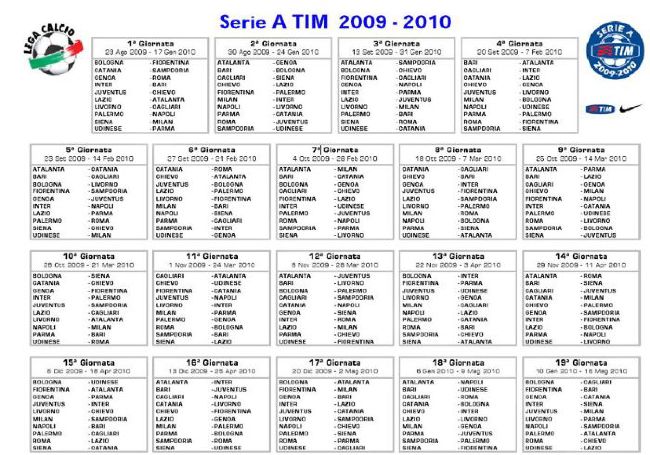 LEGA CALCIO
Serie A TIM 2009 - 2010
SERIE A
TIM
2009-2010
TIM
1ª Giornata
23 Ago 2009 - 17 Gen 2010
BOLOGNA -FIORENTINA
CATANIA -SAMPDORIA
GENOA -ROMA
INTER -BARI
JUVENTUS -CHIEVO
LAZIO -ATALANTA
LIVORNO -CAGLIARI
PALERMO -NAPOLI
SIENA -MILAN
UDINESE -PARMA
2ª Giornata
30 Ago 2009 - 24 Gen 2010
ATALANTA -GENOA
BARI -BOLOGNA
CAGLIARI -SIENA
CHIEVO -LAZIO
FIORENTINA -PALERMO
MILAN -INTER
NAPOLI -LIVORNO
PARMA -CATANIA
ROMA -JUVENTUS
SAMPDORIA -UDINESE
3ª Giornata
13 Set 2009 - 31 Gen 2010
ATALANTA -SAMPDORIA
BOLOGNA -CHIEVO
FIORENTINA -CAGLIARI
GENOA -NAPOLI
INTER -PARMA
LAZIO -JUVENTUS
LIVORNO -MILAN
PALERMO -BARI
SIENA -ROMA
UDINESE -CATANIA
4ª Giornata
20 Set 2009 - 7 Feb 2010
BARI -ATALANTA
CAGLIARI -INTER
CATANIA -LAZIO
CHIEVO -GENOA
JUVENTUS -LIVORNO
MILAN -BOLOGNA
NAPOLI -UDINESE
PARMA -PALERMO
ROMA -FIORENTINA
SAMPDORIA -SIENA
5ª Giornata
23 Set 2009 - 14 Feb 2010
ATALANTA -CATANIA
BARI -CAGLIARI
BOLOGNA -LIVORNO
FIORENTINA -SAMPDORIA
GENOA -JUVENTUS
INTER -NAPOLI
LAZIO -PARMA
PALERMO -ROMA
SIENA -CHIEVO
UDINESE -MILAN
6ª Giornata
27 Set 2009 - 21 Feb 2010
CATANIA -ROMA
CHIEVO -ATALANTA
JUVENTUS -BOLOGNA
LAZIO -PALERMO
LIVORNO -FIORENTINA
MILAN -BARI
NAPOLI -SIENA
PARMA -CAGLIARI
SAMPDORIA -INTER
UDINESE -GENOA
7ª Giornata
4 Ott 2009 - 28 Feb 2010
ATALANTA -MILAN
BARI -CATANIA
BOLOGNA -GENOA
CAGLIARI -CHIEVO
FIORENTINA -LAZIO
INTER -UDINESE
PALERMO -JUVENTUS
ROMA -NAPOLI
SAMPDORIA -PARMA
SIENA -LIVORNO
8ª Giornata
18 Ott 2009 - 7 Mar 2010
CATANIA -CAGLIARI
CHIEVO -BARI
GENOA -INTER
JUVENTUS -FIORENTINA
LAZIO -SAMPDORIA
LIVORNO -PALERMO
MILAN -ROMA
NAPOLI -BOLOGNA
PARMA -SIENA
UDINESE -ATALANTA
9ª Giornata
25 Ott 2009 - 14 Mar 2010
ATALANTA -PARMA
BARI -LAZIO
CAGLIARI -GENOA
CHIEVO -MILAN
FIORENTINA -NAPOLI
INTER -CATANIA
PALERMO -UDINESE
ROMA -LIVORNO
SAMPDORIA -BOLOGNA
SIENA -JUVENTUS
10ª Giornata
28 Ott 2009 - 21 Mar 2010
BOLOGNA -SIENA
CATANIA -CHIEVO
GENOA -FIORENTINA
INTER -PALERMO
JUVENTUS -SAMPDORIA
LAZIO -CAGLIARI
LIVORNO -ATALANTA
NAPOLI -MILAN
PARMA -BARI
UDINESE -ROMA
11ª Giornata
1 Nov 2009 - 24 Mar 2010
CAGLIARI -ATALANTA
CHIEVO -UDINESE
FIORENTINA -CATANIA
JUVENTUS -NAPOLI
LIVORNO -INTER
MILAN -PARMA
PALERMO -GENOA
ROMA -BOLOGNA
SAMPDORIA -BARI
SIENA -LAZIO
12ª Giornata
8 Nov 2009 - 28 Mar 2010
ATALANTA -JUVENTUS
BARI -LIVORNO
BOLOGNA -PALERMO
CAGLIARI -SAMPDORIA
CATANIA -NAPOLI
GENOA -SIENA
INTER -ROMA
LAZIO -MILAN
PARMA -CHIEVO
UDINESE -FIORENTINA
13ª Giornata
22 Nov 2009 - 3 Apr 2010
BOLOGNA -INTER
FIORENTINA -PARMA
JUVENTUS -UDINESE
LIVORNO -GENOA
MILAN -CAGLIARI
NAPOLI -LAZIO
PALERMO -CATANIA
ROMA -BARI
SAMPDORIA -CHIEVO
SIENA -ATALANTA
14ª Giornata
29 Nov 2009 - 11 Apr 2010
ATALANTA -ROMA
BARI -SIENA
CAGLIARI -JUVENTUS
CATANIA -MILAN
CHIEVO -PALERMO
GENOA -SAMPDORIA
INTER -FIORENTINA
LAZIO -BOLOGNA
PARMA -NAPOLI
UDINESE -LIVORNO
15ª Giornata
6 Dic 2009 - 18 Apr 2010
BOLOGNA -UDINESE
FIORENTINA -ATALANTA
GENOA -PARMA
JUVENTUS -INTER
LIVORNO -CHIEVO
MILAN -SAMPDORIA
NAPOLI -BARI
PALERMO -CAGLIARI
ROMA -LAZIO
SIENA -CATANIA
16ª Giornata
13 Dic 2009 - 25 Apr 2010
ATALANTA -INTER
BARI -JUVENTUS
CAGLIARI -NAPOLI
CATANIA -LIVORNO
CHIEVO -FIORENTINA
LAZIO -GENOA
MILAN -PALERMO
PARMA -BOLOGNA
SAMPDORIA -ROMA
UDINESE -SIENA
17ª Giornata
20 Dic 2009 - 2 Mag 2010
BOLOGNA -ATALANTA
FIORENTINA -MILAN
GENOA -BARI
INTER -LAZIO
JUVENTUS -CATANIA
LIVORNO -SAMPDORIA
NAPOLI -CHIEVO
PALERMO -SIENA
ROMA -PARMA
UDINESE -CAGLIARI
18ª Giornata
6 Gen 2010 - 9 Mag 2010
ATALANTA -NAPOLI
BARI -UDINESE
CAGLIARI -ROMA
CATANIA -BOLOGNA
CHIEVO -INTER
LAZIO -LIVORNO
MILAN -GENOA
PARMA -JUVENTUS
SAMPDORIA -PALERMO
SIENA -FIORENTINA
19ª Giornata
10 Gen 2010 - 16 Mag 2010
BOLOGNA -CAGLIARI
FIORENTINA -BARI
GENOA -CATANIA
INTER -SIENA
JUVENTUS -MILAN
LIVORNO -PARMA
NAPOLI -SAMPDORIA
PALERMO -ATALANTA
ROMA -CHIEVO
UDINESE -LAZIO